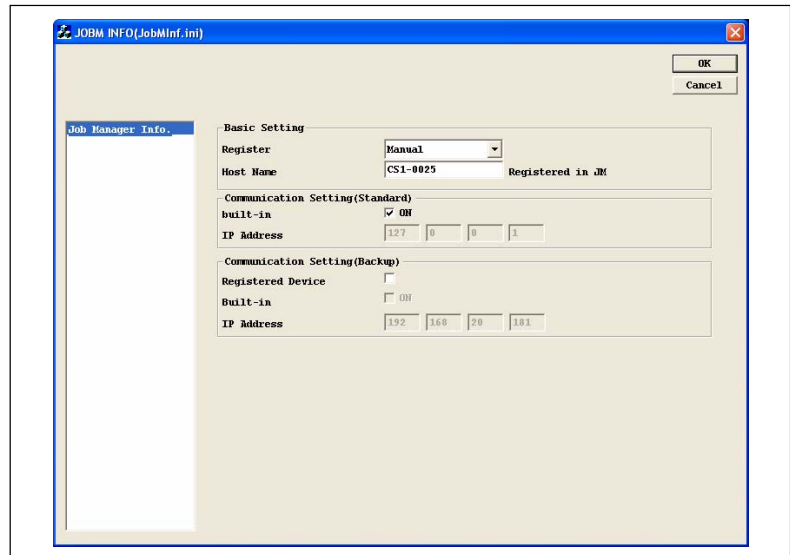 JOBM INFO(JobMInf.ini)
OK
Cancel
Job Manager Info.
Basic Setting
Register Manual
Host Name CS1-0025 Registered in JM
Communication Setting(Standard)
built-in ON
IP Address 127 0 0 1
Communication Setting(Backup)
Registered Device
Built-in ON
IP Address 192 168 20 181